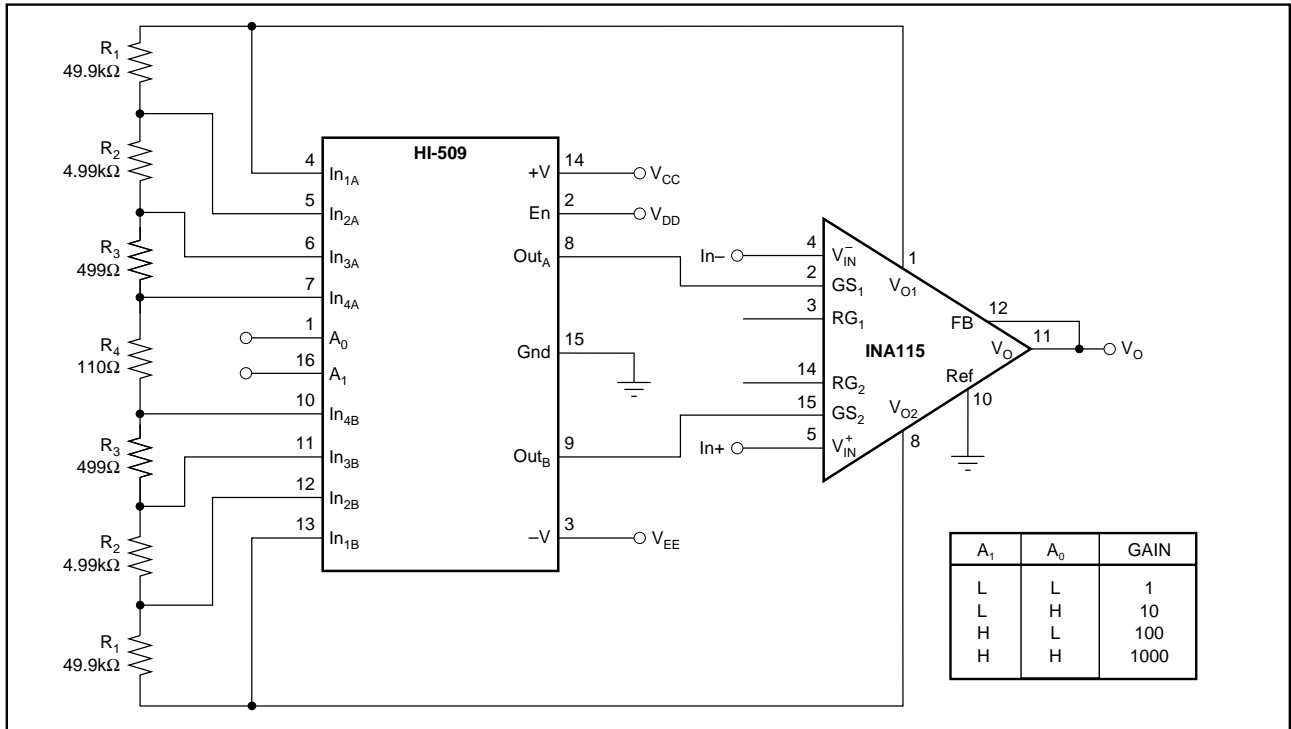 R1
49.9kΩ
R2
4.99kΩ
R3
499Ω
R4
110Ω
R3
499Ω
R2
4.99kΩ
R1
49.9kΩ
HI-509
4 In1A
5 In2A
6 In3A
7 In4A
1 A0
16 A1
10 In4B
11 In3B
12 In2B
13 In1B
+V 14 VCC
En 2 VDD
OutA 8
Gnd 15
OutB 9
–V 3 VEE
In– 4 V–IN
2 GS1
3 RG1
INA115
14 RG2
15 GS2
In+ 5 V+IN
1
VO1
FB 12
VO 11 VO
Ref
10
VO2
8
A1 A0 GAIN
L L 1
L H 10
H L 100
H H 1000